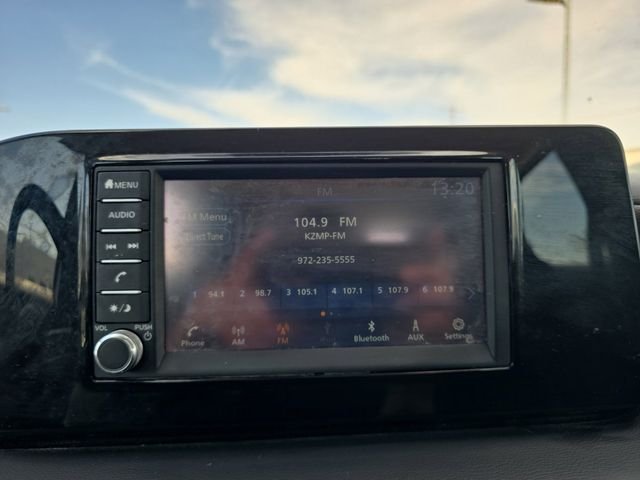 MENU
AUDIO
VOL
PUSH
FM
13:20
FM Menu
Direct Tune
104.9 FM
KZMP-FM
972-235-5555
1 94.1 2 98.7 3 105.1 4 107.1 5 107.9 6 107.9
Phone AM FM Bluetooth AUX Settings